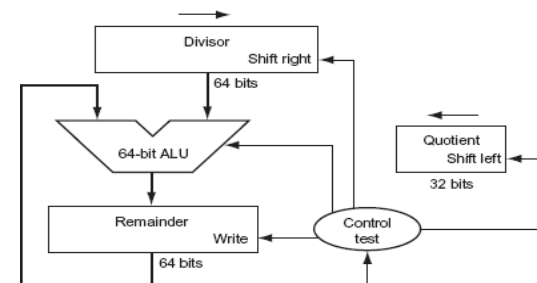 Divisor
Shift right
64 bits
64-bit ALU
Quotient
Shift left
32 bits
Remainder
Write
Control
test
64 bits